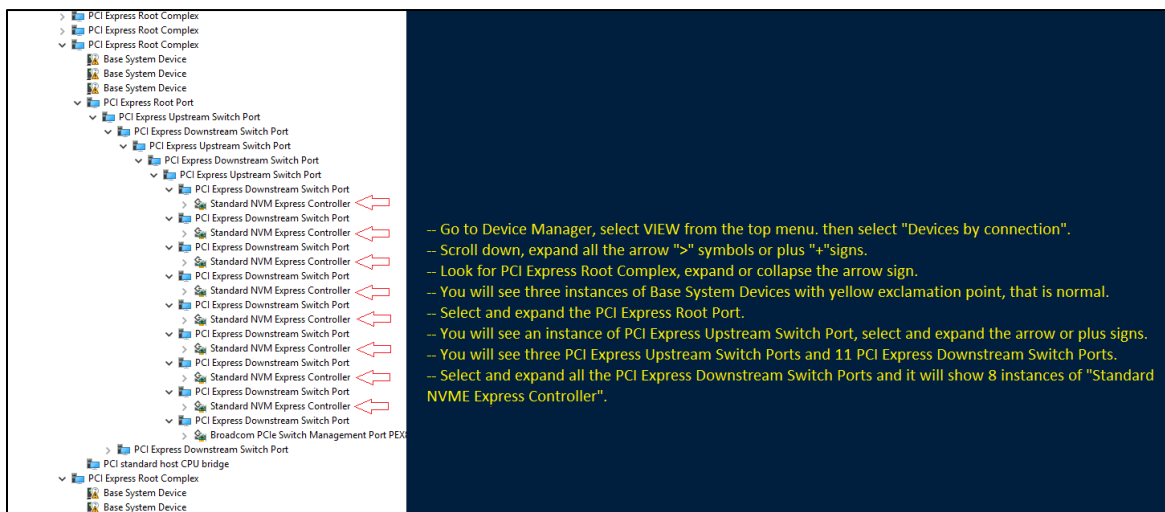 PCI Express Root Complex
PCI Express Root Complex
PCI Express Root Complex
Base System Device
Base System Device
Base System Device
PCI Express Root Port
PCI Express Upstream Switch Port
PCI Express Downstream Switch Port
PCI Express Upstream Switch Port
PCI Express Downstream Switch Port
PCI Express Upstream Switch Port
PCI Express Downstream Switch Port
Standard NVM Express Controller
PCI Express Downstream Switch Port
Standard NVM Express Controller
PCI Express Downstream Switch Port
Standard NVM Express Controller
PCI Express Downstream Switch Port
Standard NVM Express Controller
PCI Express Downstream Switch Port
Standard NVM Express Controller
PCI Express Downstream Switch Port
Standard NVM Express Controller
PCI Express Downstream Switch Port
Standard NVM Express Controller
PCI Express Downstream Switch Port
Standard NVM Express Controller
PCI Express Downstream Switch Port
Broadcom PCIe Switch Management Port PEX
PCI Express Downstream Switch Port
PCI standard host CPU bridge
PCI Express Root Complex
Base System Device
Base System Device
-- Go to Device Manager, select VIEW from the top menu. then select "Devices by connection".
-- Scroll down, expand all the arrow ">" symbols or plus "+"signs.
-- Look for PCI Express Root Complex, expand or collapse the arrow sign.
-- You will see three instances of Base System Devices with yellow exclamation point, that is normal.
-- Select and expand the PCI Express Root Port.
-- You will see an instance of PCI Express Upstream Switch Port, select and expand the arrow or plus signs.
-- You will see three PCI Express Upstream Switch Ports and 11 PCI Express Downstream Switch Ports.
-- Select and expand all the PCI Express Downstream Switch Ports and it will show 8 instances of "Standard
NVME Express Controller".